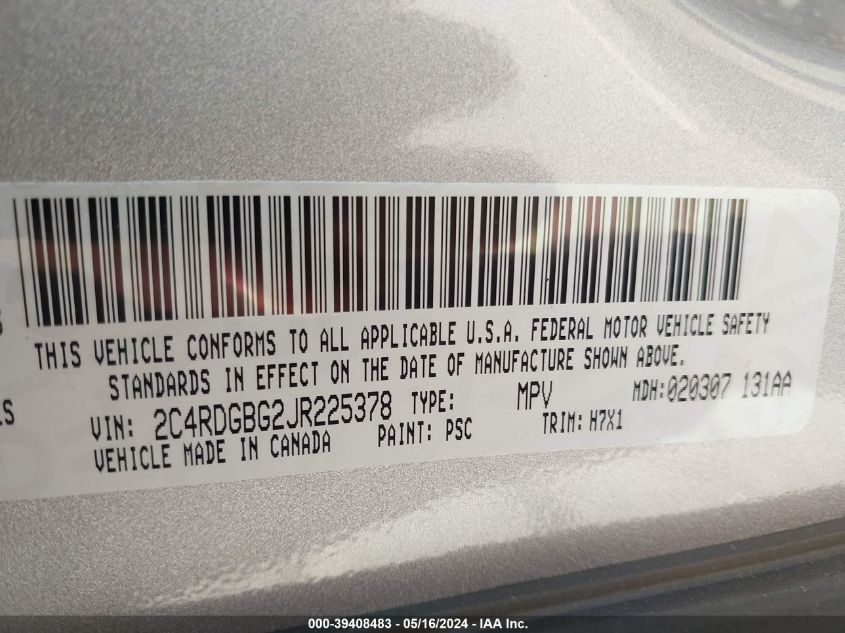 THIS VEHICLE CONFORMS TO ALL APPLICABLE U.S.A. FEDERAL MOTOR VEHICLE SAFETY
STANDARDS IN EFFECT ON THE DATE OF MANUFACTURE SHOWN ABOVE.
VIN: 2C4RDGBG2JR225378 TYPE: MPV MDH:020307 131AA
VEHICLE MADE IN CANADA PAINT: PSC TRIM: H7X1
000-39408483 - 05/16/2024 - IAA Inc.